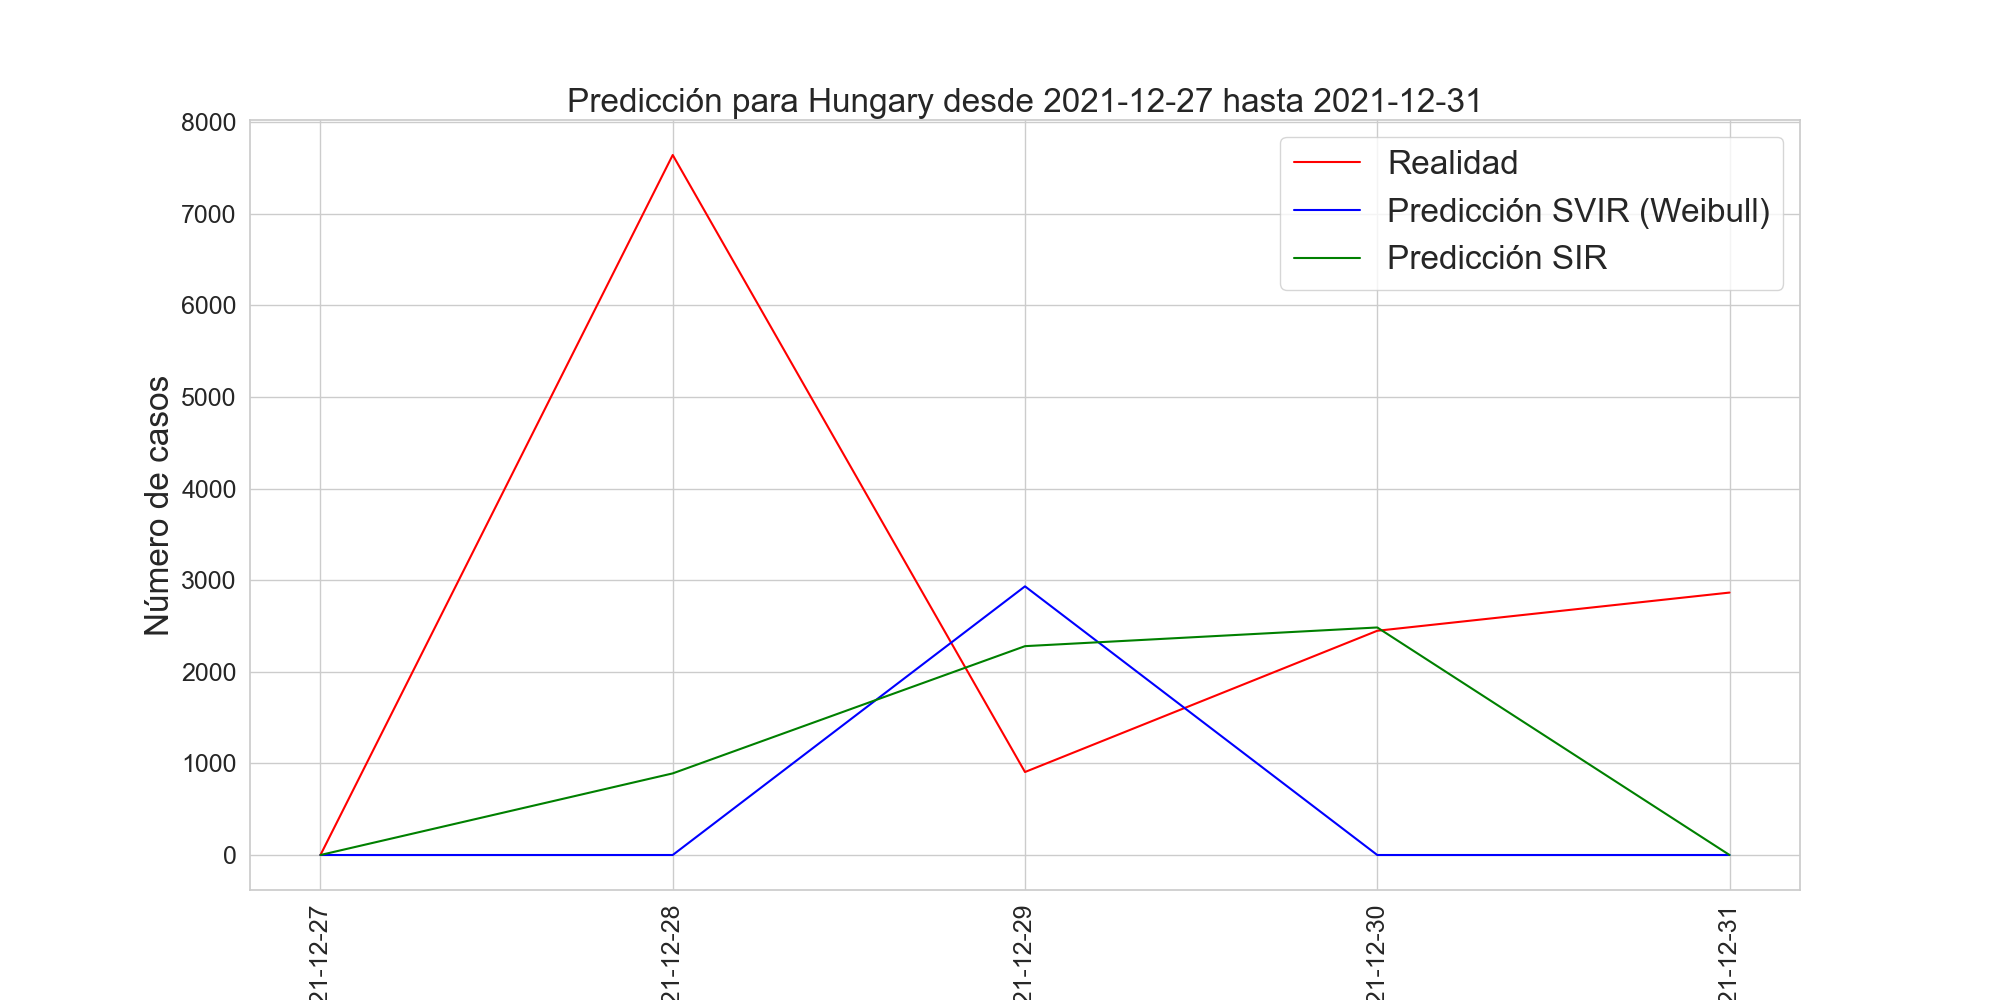 Predicción para Hungary desde 2021-12-27 hasta 2021-12-31
Realidad
Predicción SVIR (Weibull)
Predicción SIR
Número de casos
8000
7000
6000
5000
4000
3000
2000
1000
0
21-12-27
21-12-28
21-12-29
21-12-30
21-12-31